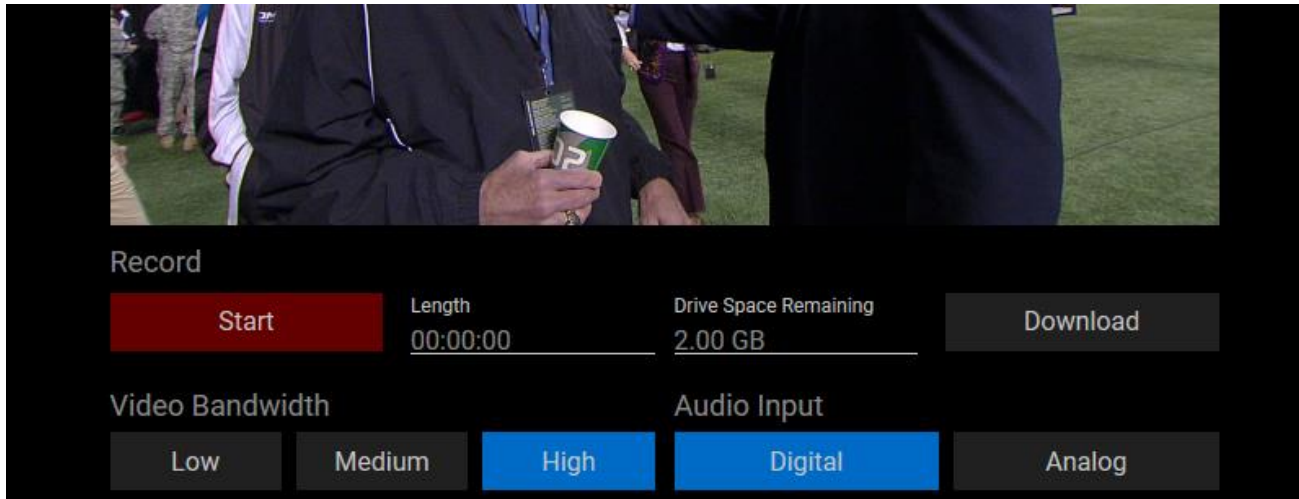 Record
Start
Length
00:00:00
Drive Space Remaining
2.00 GB
Download
Video Bandwidth
Audio Input
Low
Medium
High
Digital
Analog